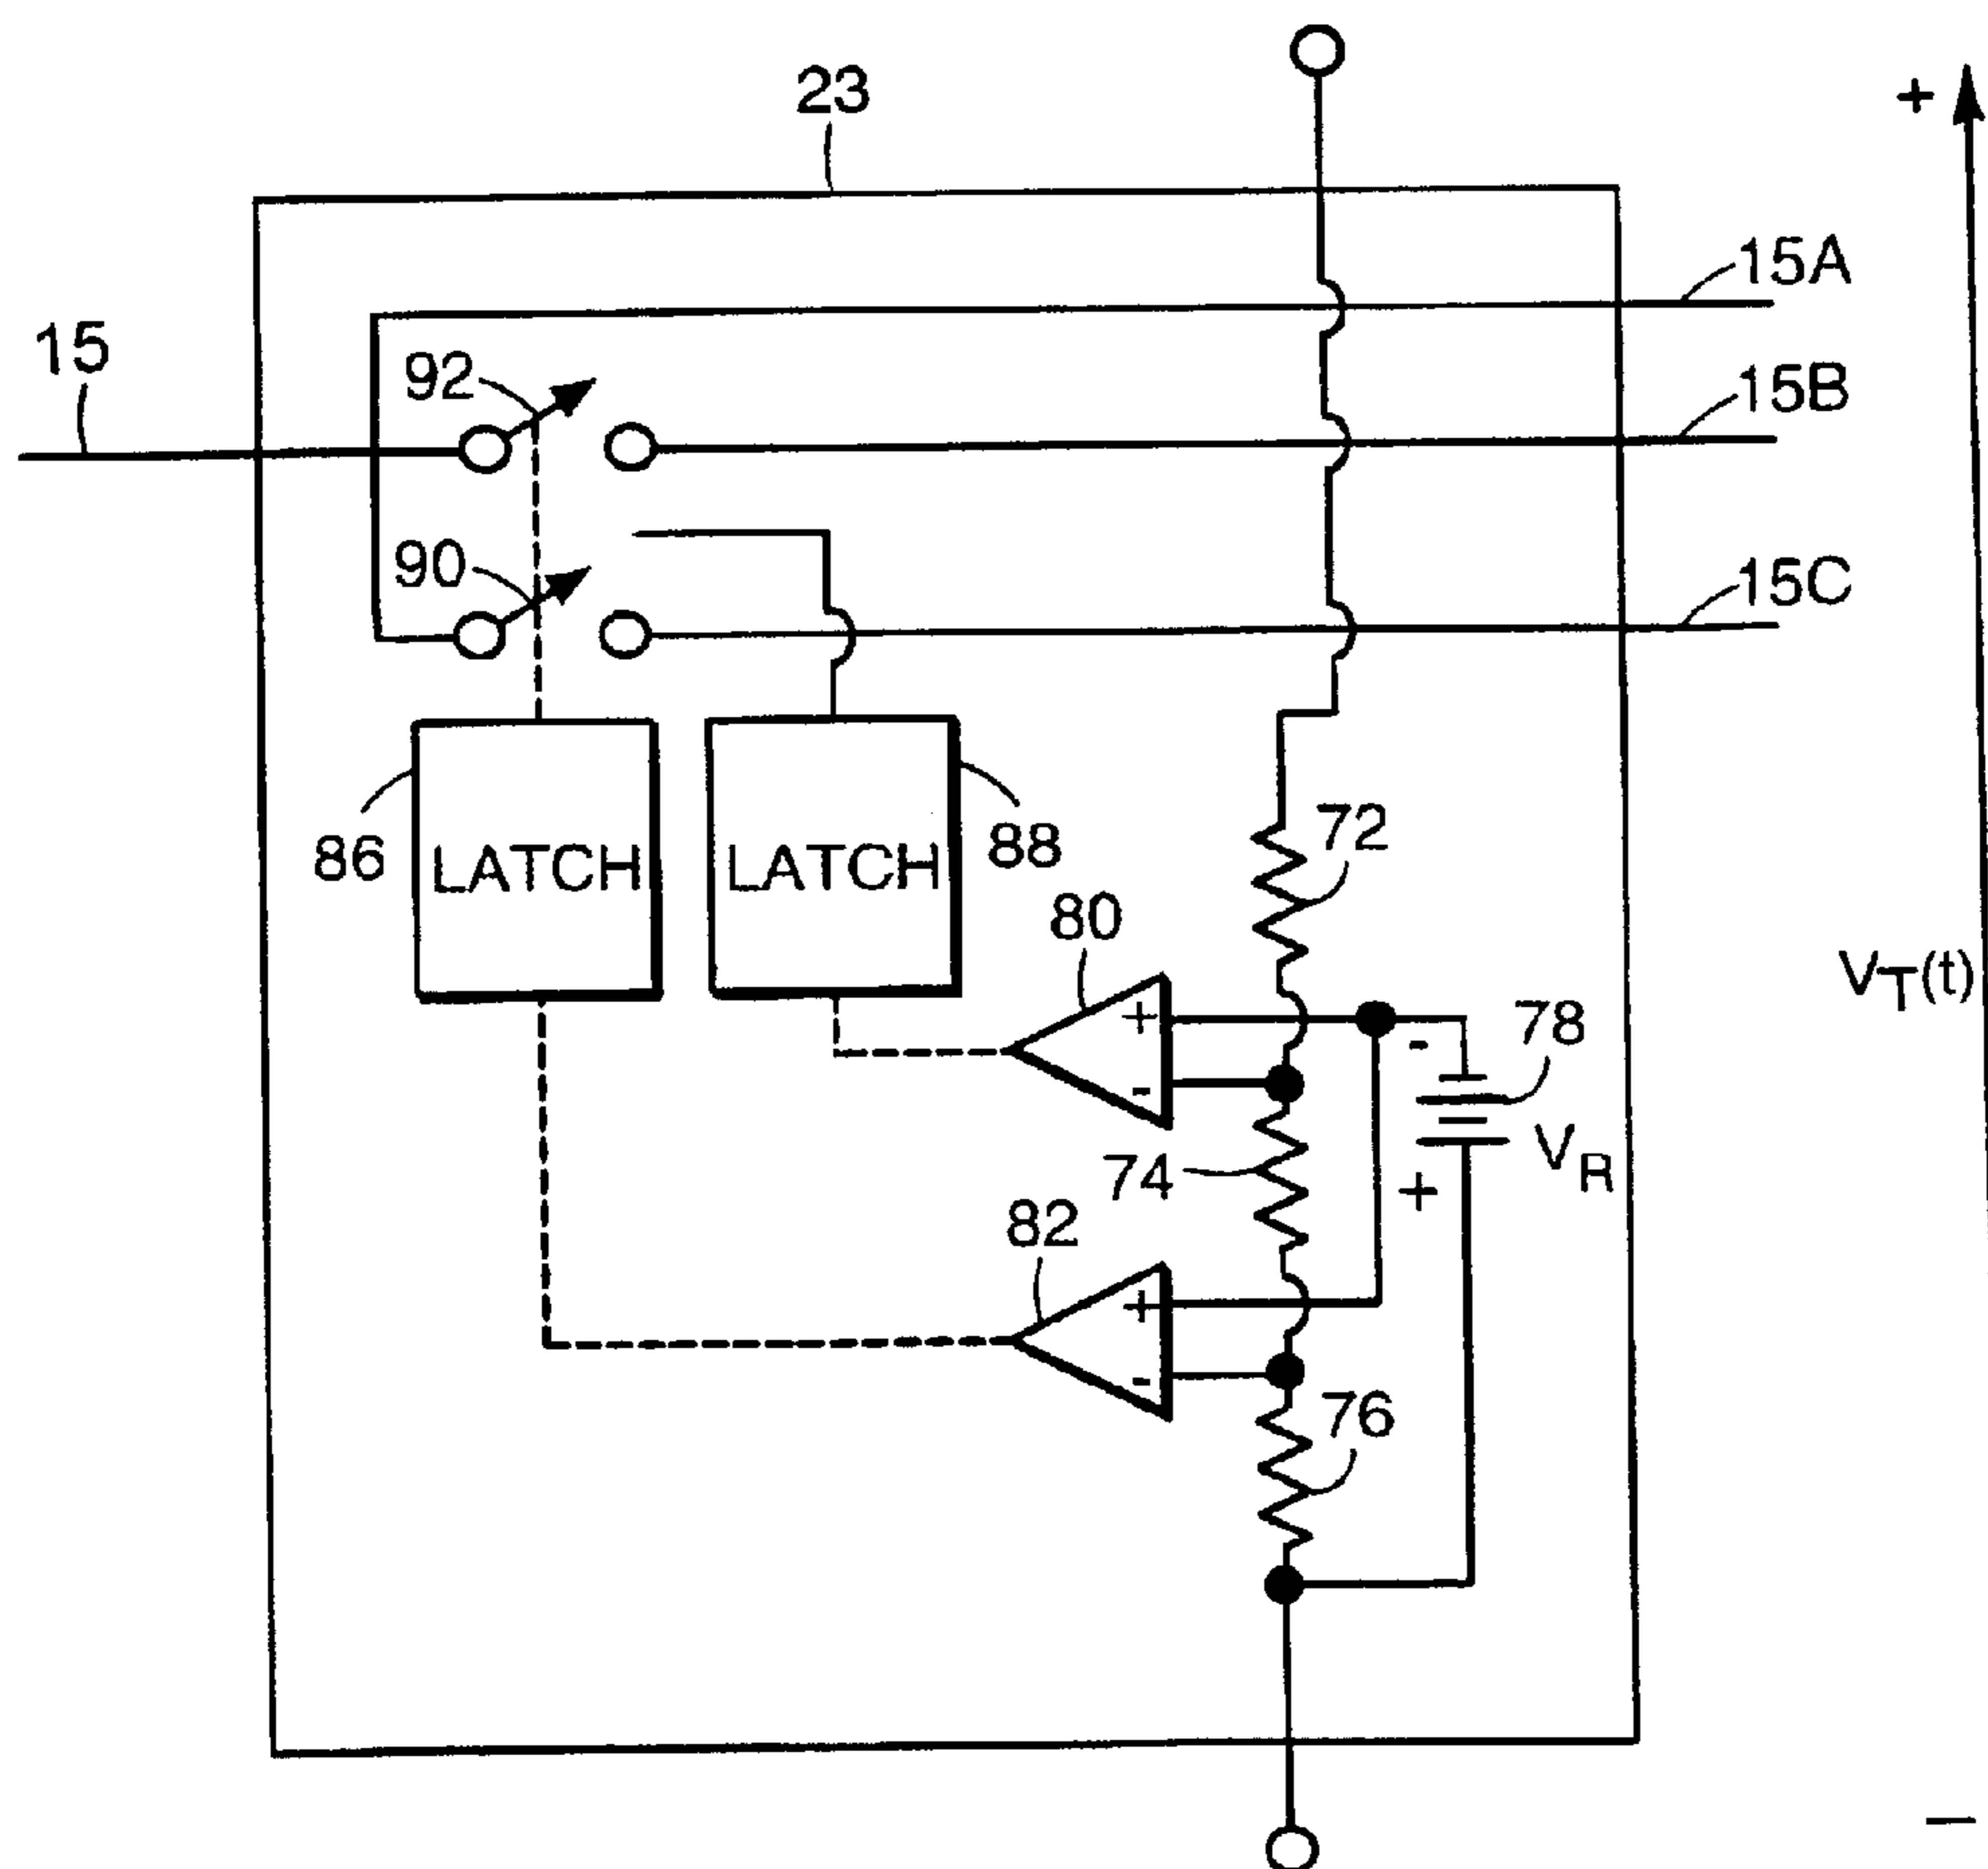 23
+
15A
15
92
15B
90
15C
86
LATCH
LATCH
88
72
80
+
-
VT(t)
-
78
VR
+
74
82
+
-
76
-